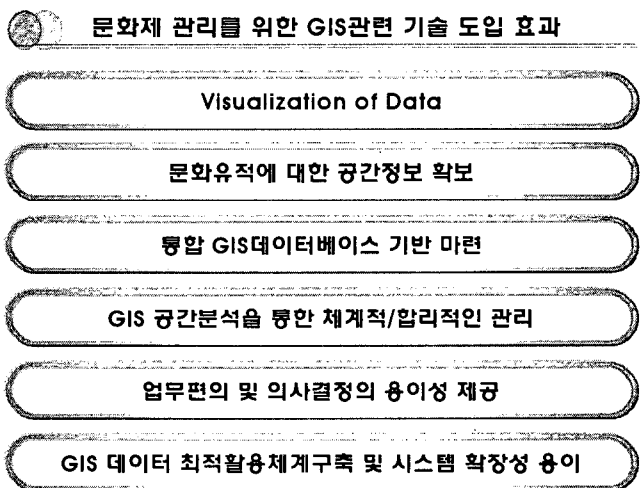 문화제 관리를 위한 GIS관련 기술 도입 효과
Visualization of Data
문화유적에 대한 공간정보 확보
통합 GIS데이터베이스 기반 마련
GIS 공간분석을 통한 체계적/합리적인 관리
업무편의 및 의사결정의 용이성 제공
GIS 데이터 최적활용체계구축 및 시스템 확장성 용이